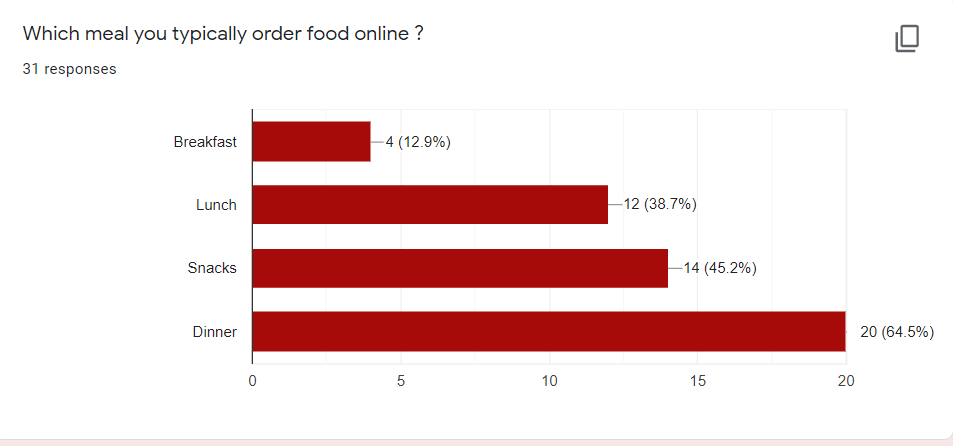 Which meal you typically order food online ?
31 responses
Breakfast
4 (12.9%)
Lunch
12 (38.7%)
Snacks
14 (45.2%)
Dinner
20 (64.5%)
0
5
10
15
20